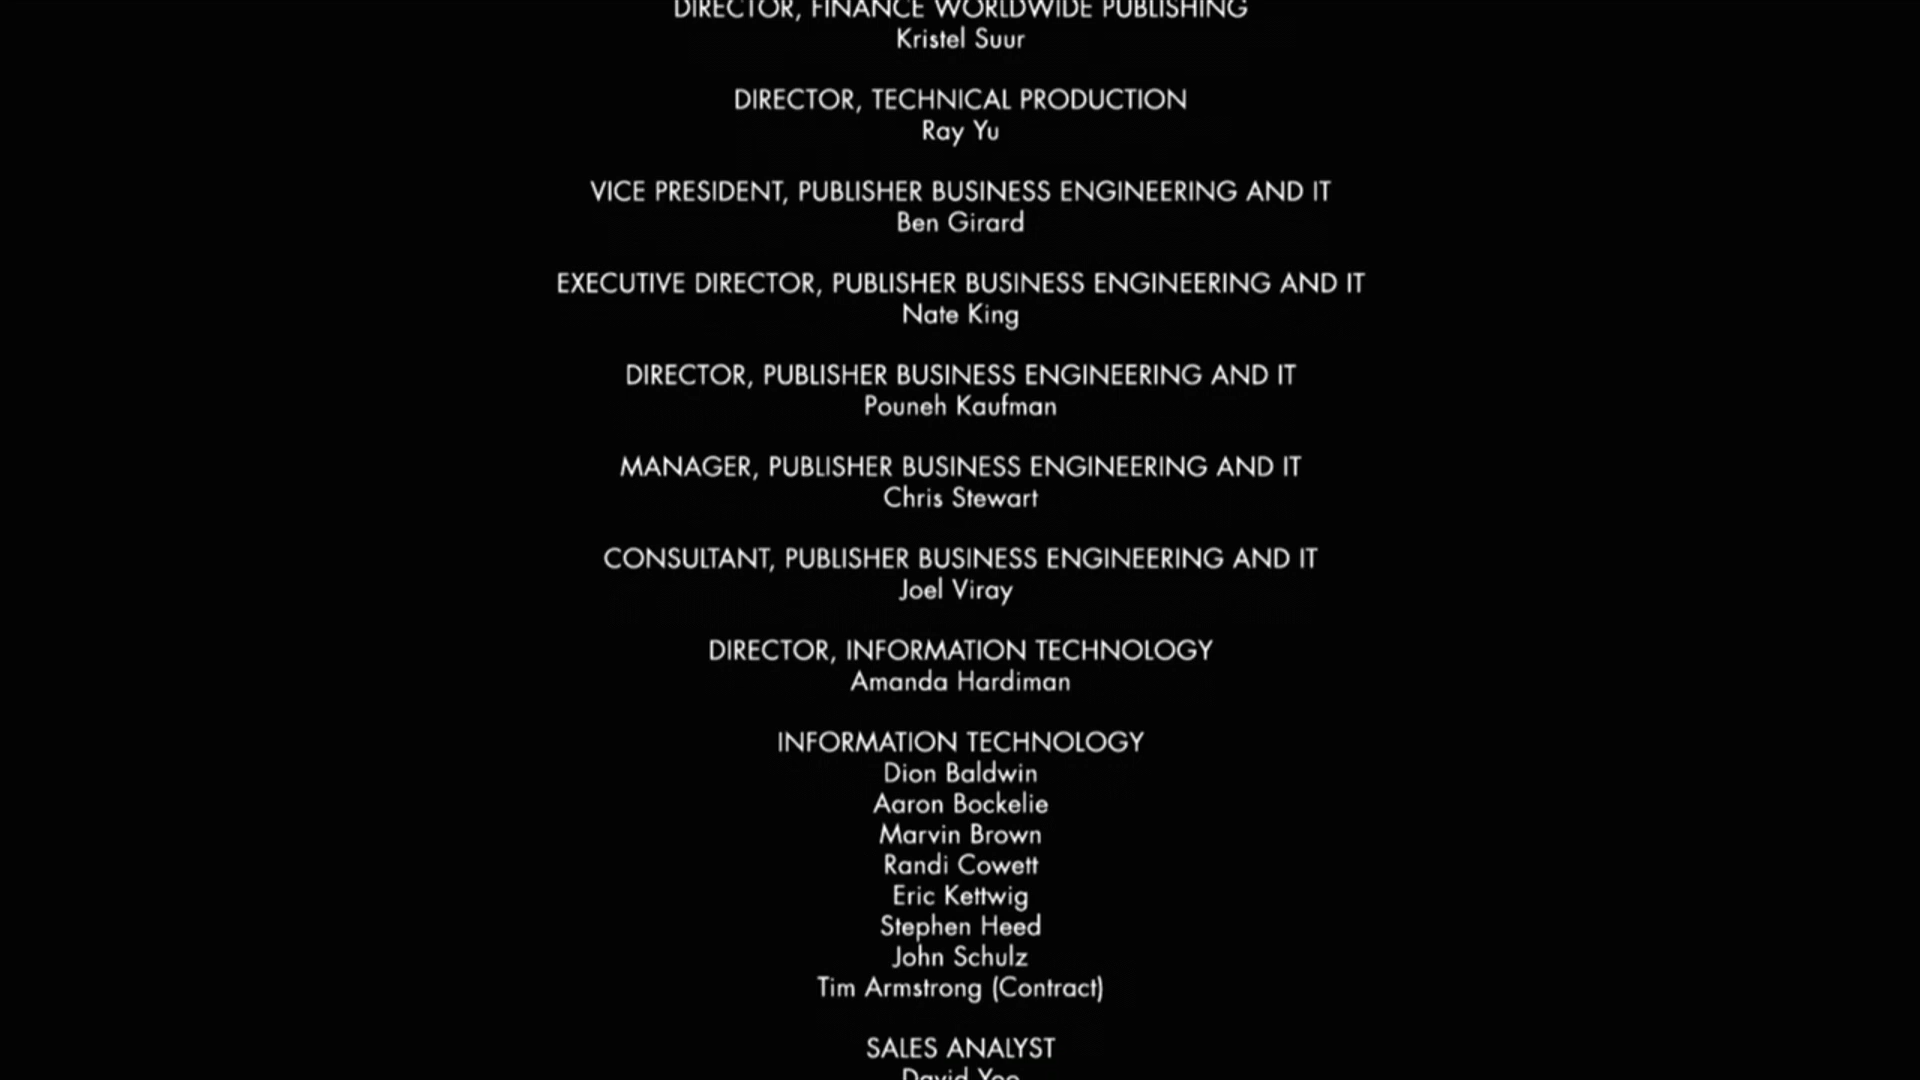 DIRECTOR, FINANCE WORLDWIDE PUBLISHING
Kristel Suur
DIRECTOR, TECHNICAL PRODUCTION
Ray Yu
VICE PRESIDENT, PUBLISHER BUSINESS ENGINEERING AND IT
Ben Girard
EXECUTIVE DIRECTOR, PUBLISHER BUSINESS ENGINEERING AND IT
Nate King
DIRECTOR, PUBLISHER BUSINESS ENGINEERING AND IT
Pouneh Kaufman
MANAGER, PUBLISHER BUSINESS ENGINEERING AND IT
Chris Stewart
CONSULTANT, PUBLISHER BUSINESS ENGINEERING AND IT
Joel Viray
DIRECTOR, INFORMATION TECHNOLOGY
Amanda Hardiman
INFORMATION TECHNOLOGY
Dion Baldwin
Aaron Bockelie
Marvin Brown
Randi Cowett
Eric Kettwig
Stephen Heed
John Schulz
Tim Armstrong (Contract)
SALES ANALYST
David